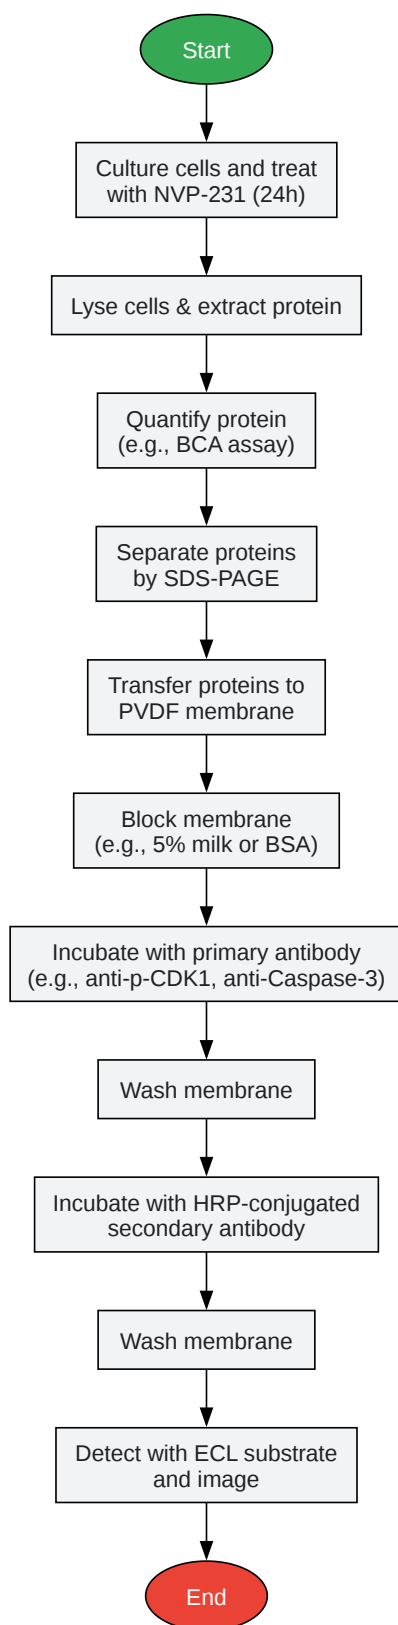 Start
Culture cells and treat
with NVP-231 (24h)
Lyse cells & extract protein
Quantify protein
(e.g., BCA assay)
Separate proteins
by SDS-PAGE
Transfer proteins to
PVDF membrane
Block membrane
(e.g., 5% milk or BSA)
Incubate with primary antibody
(e.g., anti-p-CDK1, anti-Caspase-3)
Wash membrane
Incubate with HRP-conjugated
secondary antibody
Wash membrane
Detect with ECL substrate
and image
End